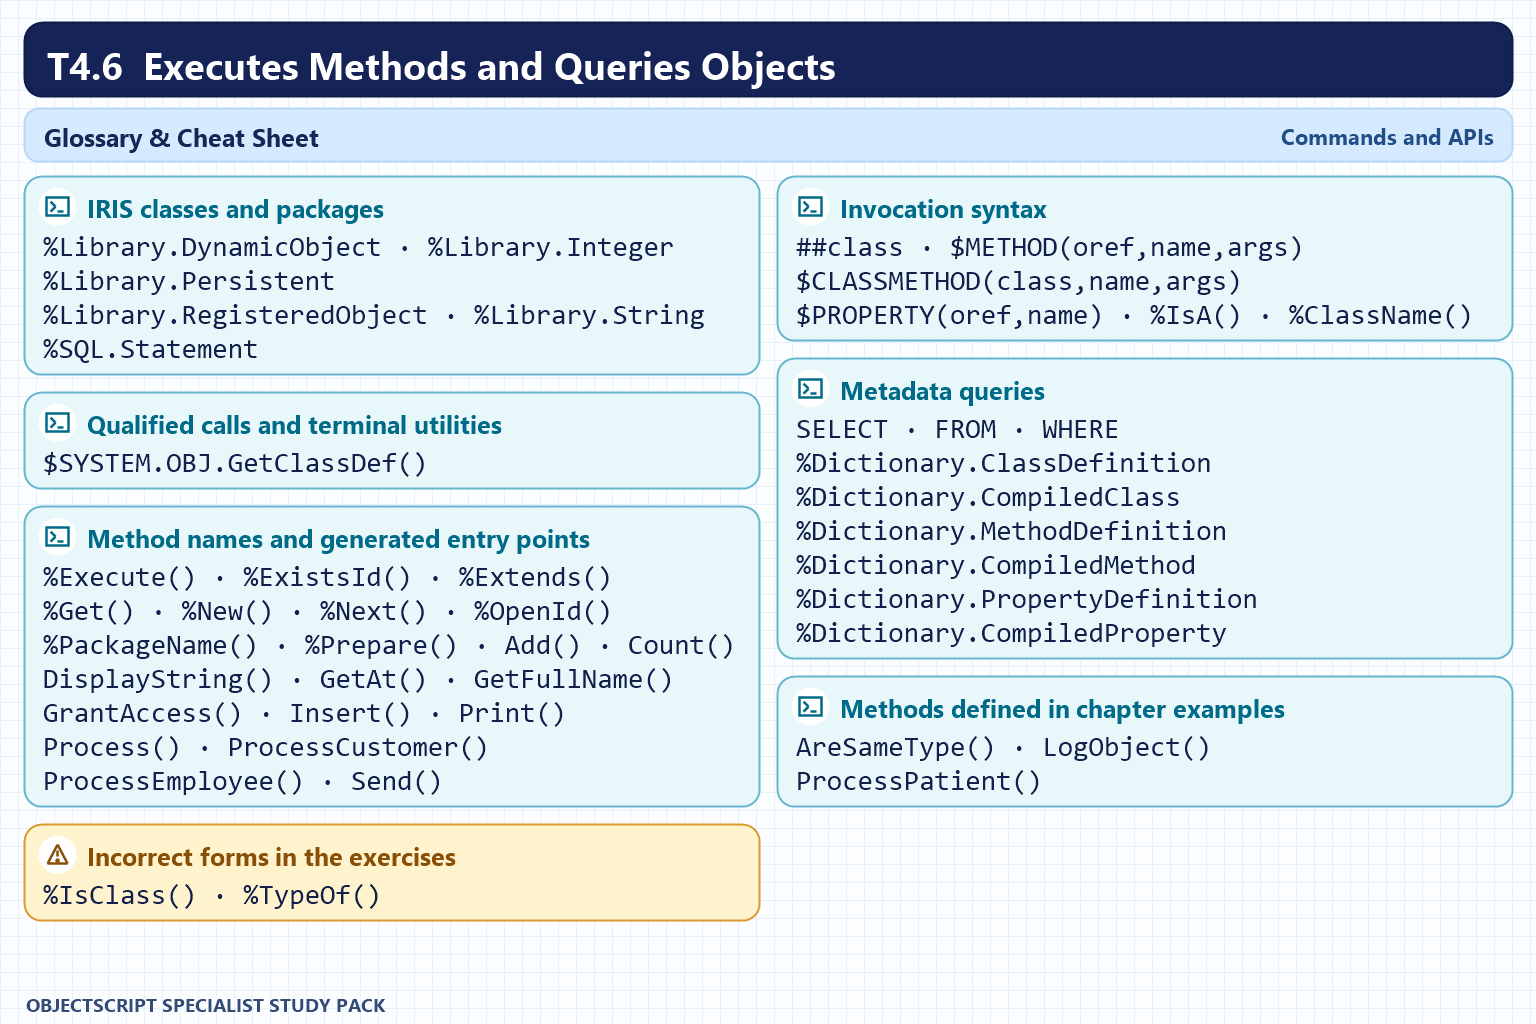 T4.6 Executes Methods and Queries Objects
Glossary & Cheat Sheet
Commands and APIs
IRIS classes and packages
%Library.DynamicObject · %Library.Integer
%Library.Persistent
%Library.RegisteredObject · %Library.String
%SQL.Statement
Qualified calls and terminal utilities
$SYSTEM.OBJ.GetClassDef()
Method names and generated entry points
%Execute() · %ExistsId() · %Extends()
%Get() · %New() · %Next() · %OpenId()
%PackageName() · %Prepare() · Add() · Count()
DisplayString() · GetAt() · GetFullName()
GrantAccess() · Insert() · Print()
Process() · ProcessCustomer()
ProcessEmployee() · Send()
Incorrect forms in the exercises
%IsClass() · %TypeOf()
Invocation syntax
##class · $METHOD(oref,name,args)
$CLASSMETHOD(class,name,args)
$PROPERTY(oref,name) · %IsA() · %ClassName()
Metadata queries
SELECT · FROM · WHERE
%Dictionary.ClassDefinition
%Dictionary.CompiledClass
%Dictionary.MethodDefinition
%Dictionary.CompiledMethod
%Dictionary.PropertyDefinition
%Dictionary.CompiledProperty
Methods defined in chapter examples
AreSameType() · LogObject()
ProcessPatient()
OBJECTSCRIPT SPECIALIST STUDY PACK